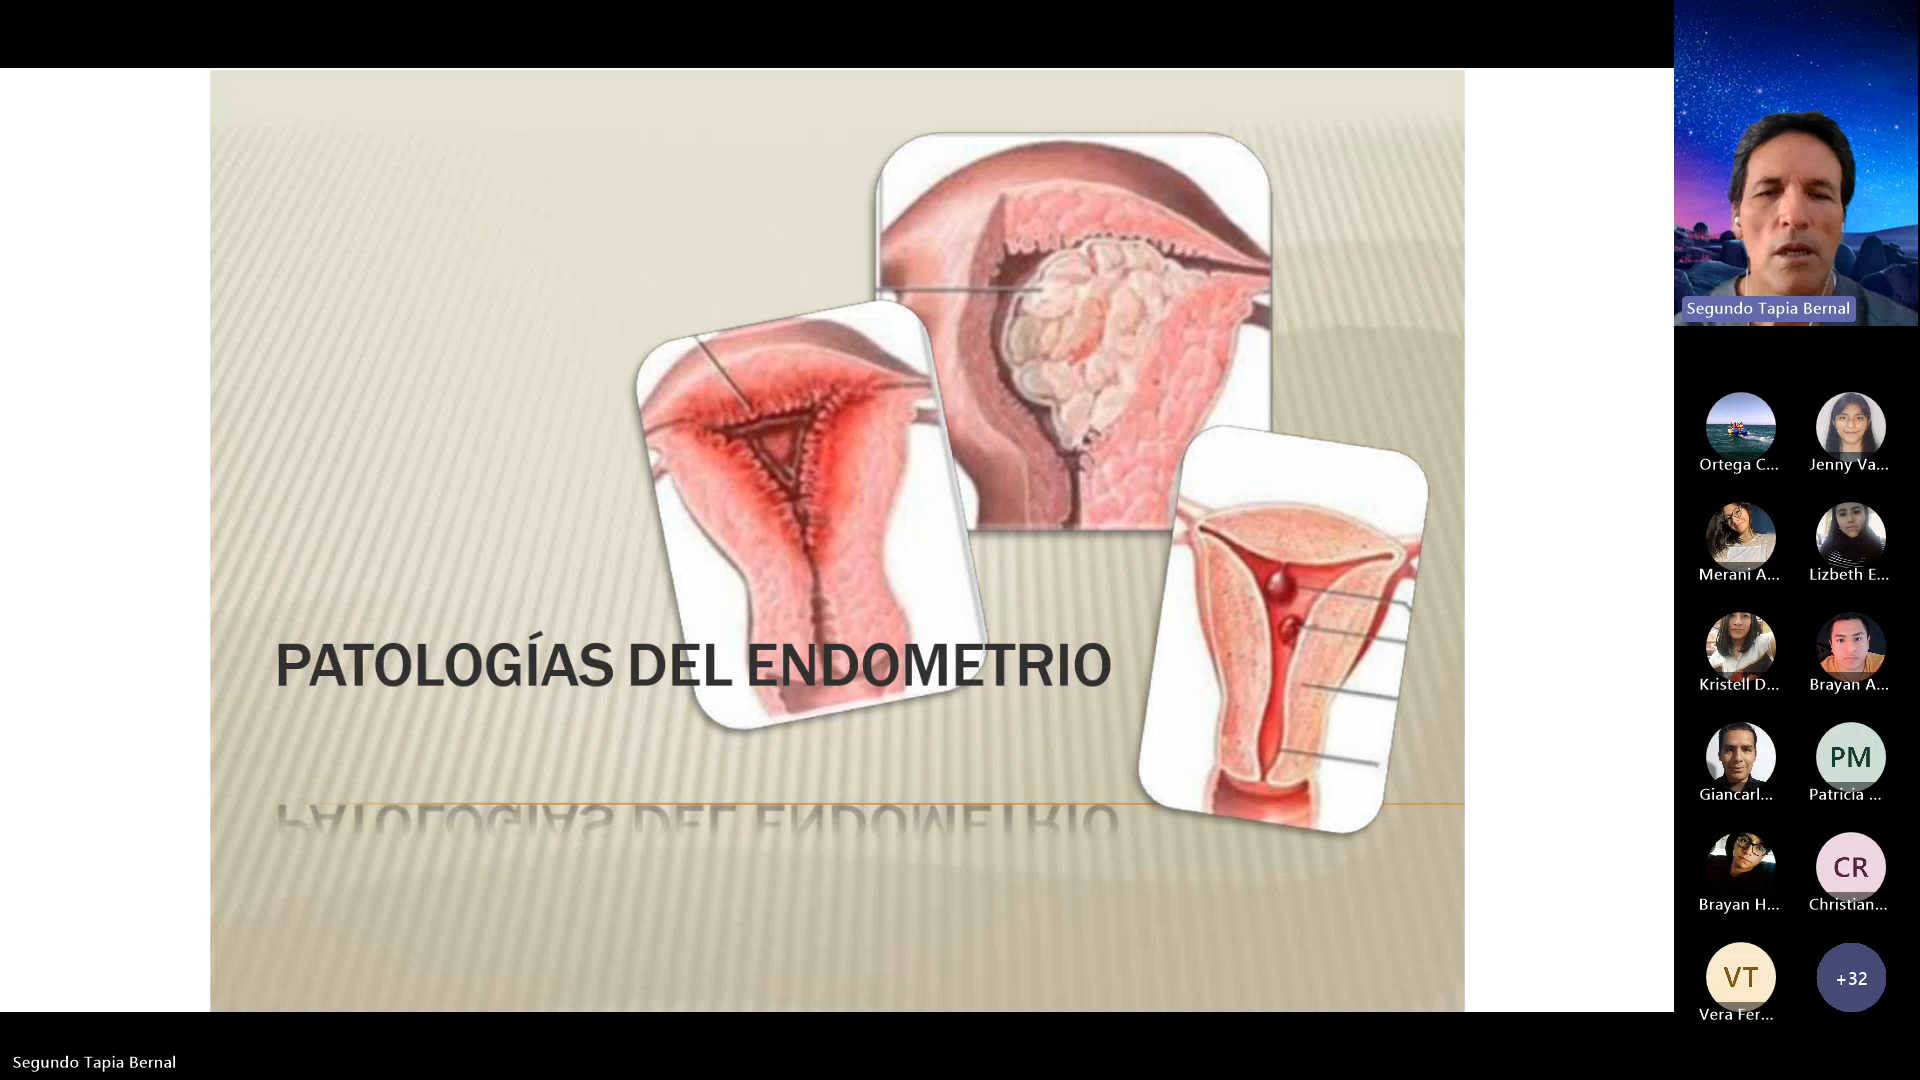 PATOLOGÍAS DEL ENDOMETRIO
Segundo Tapia Bernal
Ortega C...
Jenny Va...
Merani A...
Lizbeth E...
Kristell D...
Brayan A...
Giancarl...
PM
Patricia ...
Brayan H...
CR
Christian...
VT
Vera Fer...
+32
Segundo Tapia Bernal